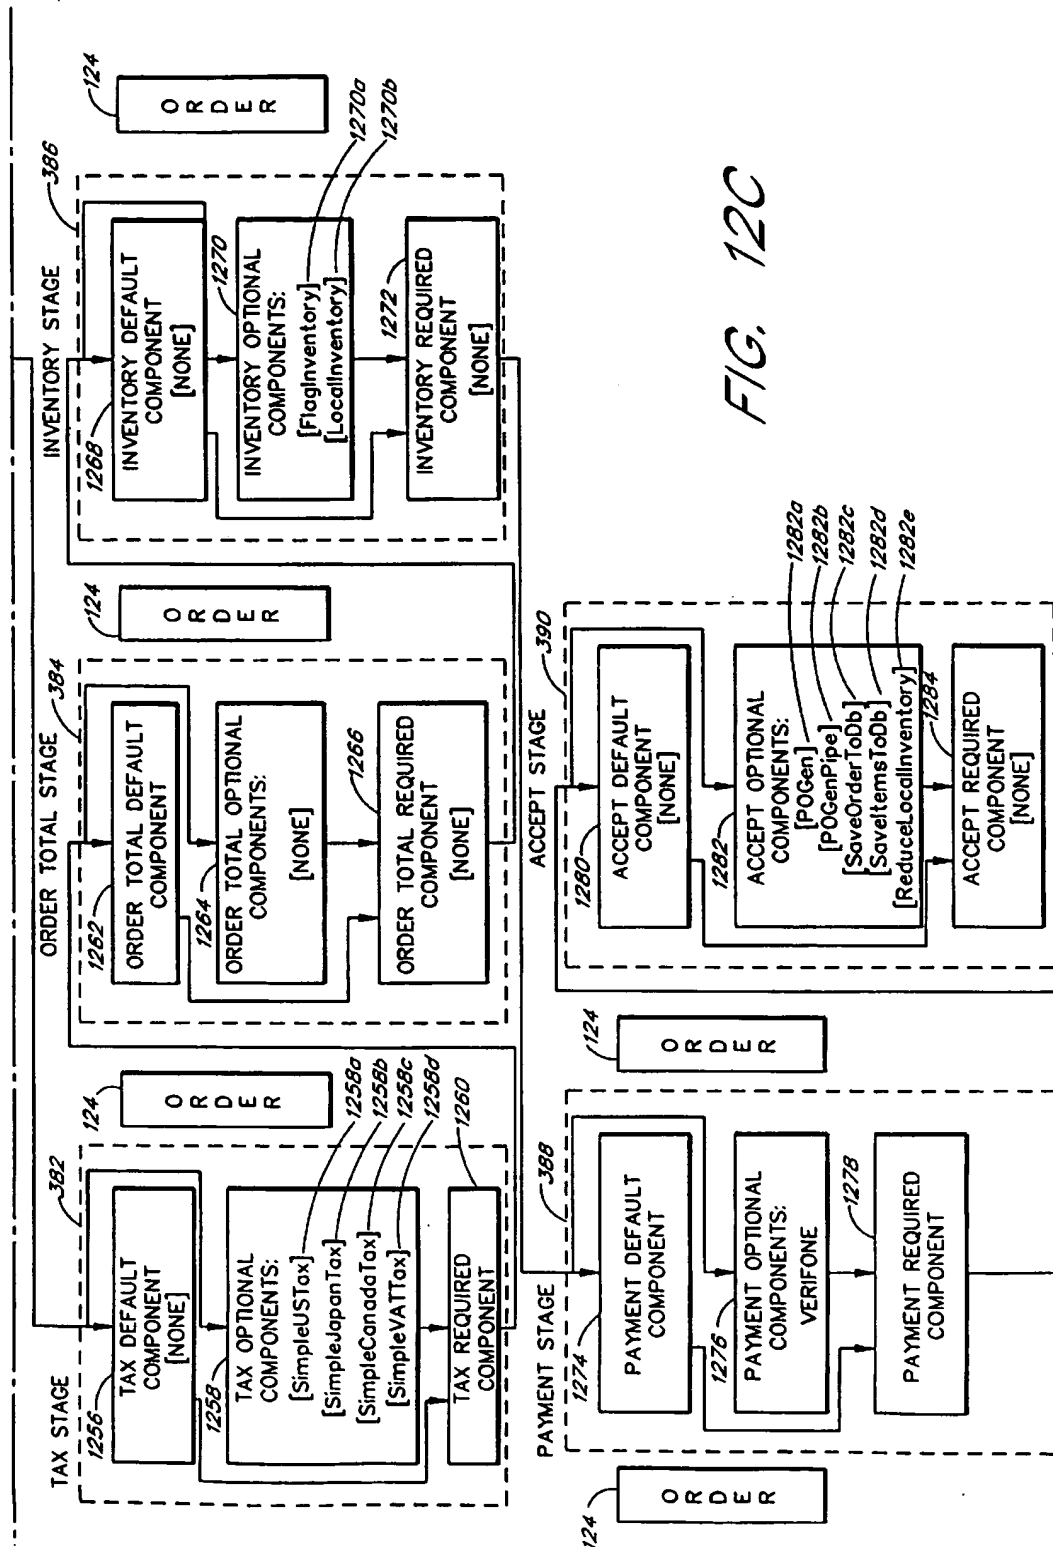 TAX STAGE
382
1256
TAX DEFAULT
COMPONENT
[NONE]
1258
TAX OPTIONAL
COMPONENTS:
[SimpleUSTax]
[SimpleJapanTax]
[SimpleCanadaTax]
[SimpleVATTax]
1258a
1258b
1258c
1258d
1260
TAX REQUIRED
COMPONENT
124
ORDER
ORDER TOTAL STAGE
384
1262
ORDER TOTAL DEFAULT
COMPONENT
1264
ORDER TOTAL OPTIONAL
COMPONENTS:
[NONE]
1266
ORDER TOTAL REQUIRED
COMPONENT
[NONE]
124
ORDER
INVENTORY STAGE
386
1268
INVENTORY DEFAULT
COMPONENT
[NONE]
1270
INVENTORY OPTIONAL
COMPONENTS:
[FlagInventory]
[LocalInventory]
1270a
1270b
1272
INVENTORY REQUIRED
COMPONENT
[NONE]
124
ORDER
124
ORDER
PAYMENT STAGE
388
1274
PAYMENT DEFAULT
COMPONENT
1276
PAYMENT OPTIONAL
COMPONENTS:
VERIFONE
1278
PAYMENT REQUIRED
COMPONENT
124
ORDER
ACCEPT STAGE
390
1280
ACCEPT DEFAULT
COMPONENT
[NONE]
1282
ACCEPT OPTIONAL
COMPONENTS:
[POGen]
[POGenPipe]
[SaveOrderToDb]
[SaveItemsToDb]
[ReduceLocalInventory]
1282a
1282b
1282c
1282d
1282e
1284
ACCEPT REQUIRED
COMPONENT
[NONE]
FIG. 12C